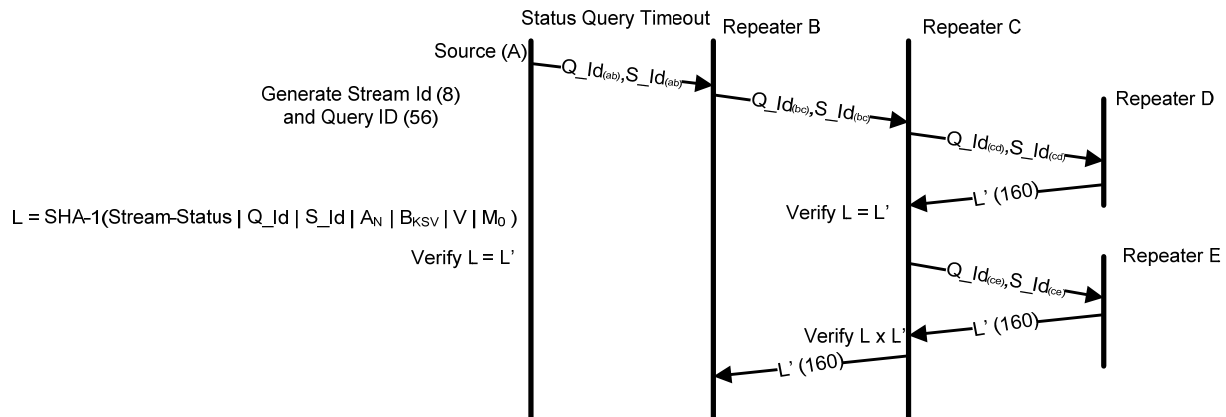 Status Query Timeout
Repeater B
Repeater C
Source (A)
Q_Id(ab),S_Id(ab)
Generate Stream Id (8)
and Query ID (56)
Q_Id(bc),S_Id(bc)
Repeater D
Q_Id(cd),S_Id(cd)
L' (160)
L = SHA-1(Stream-Status | Q_Id | S_Id | AN | BKSV | V | M0 )
Verify L = L'
Verify L = L'
Repeater E
Q_Id(ce),S_Id(ce)
L' (160)
Verify L x L'
L' (160)